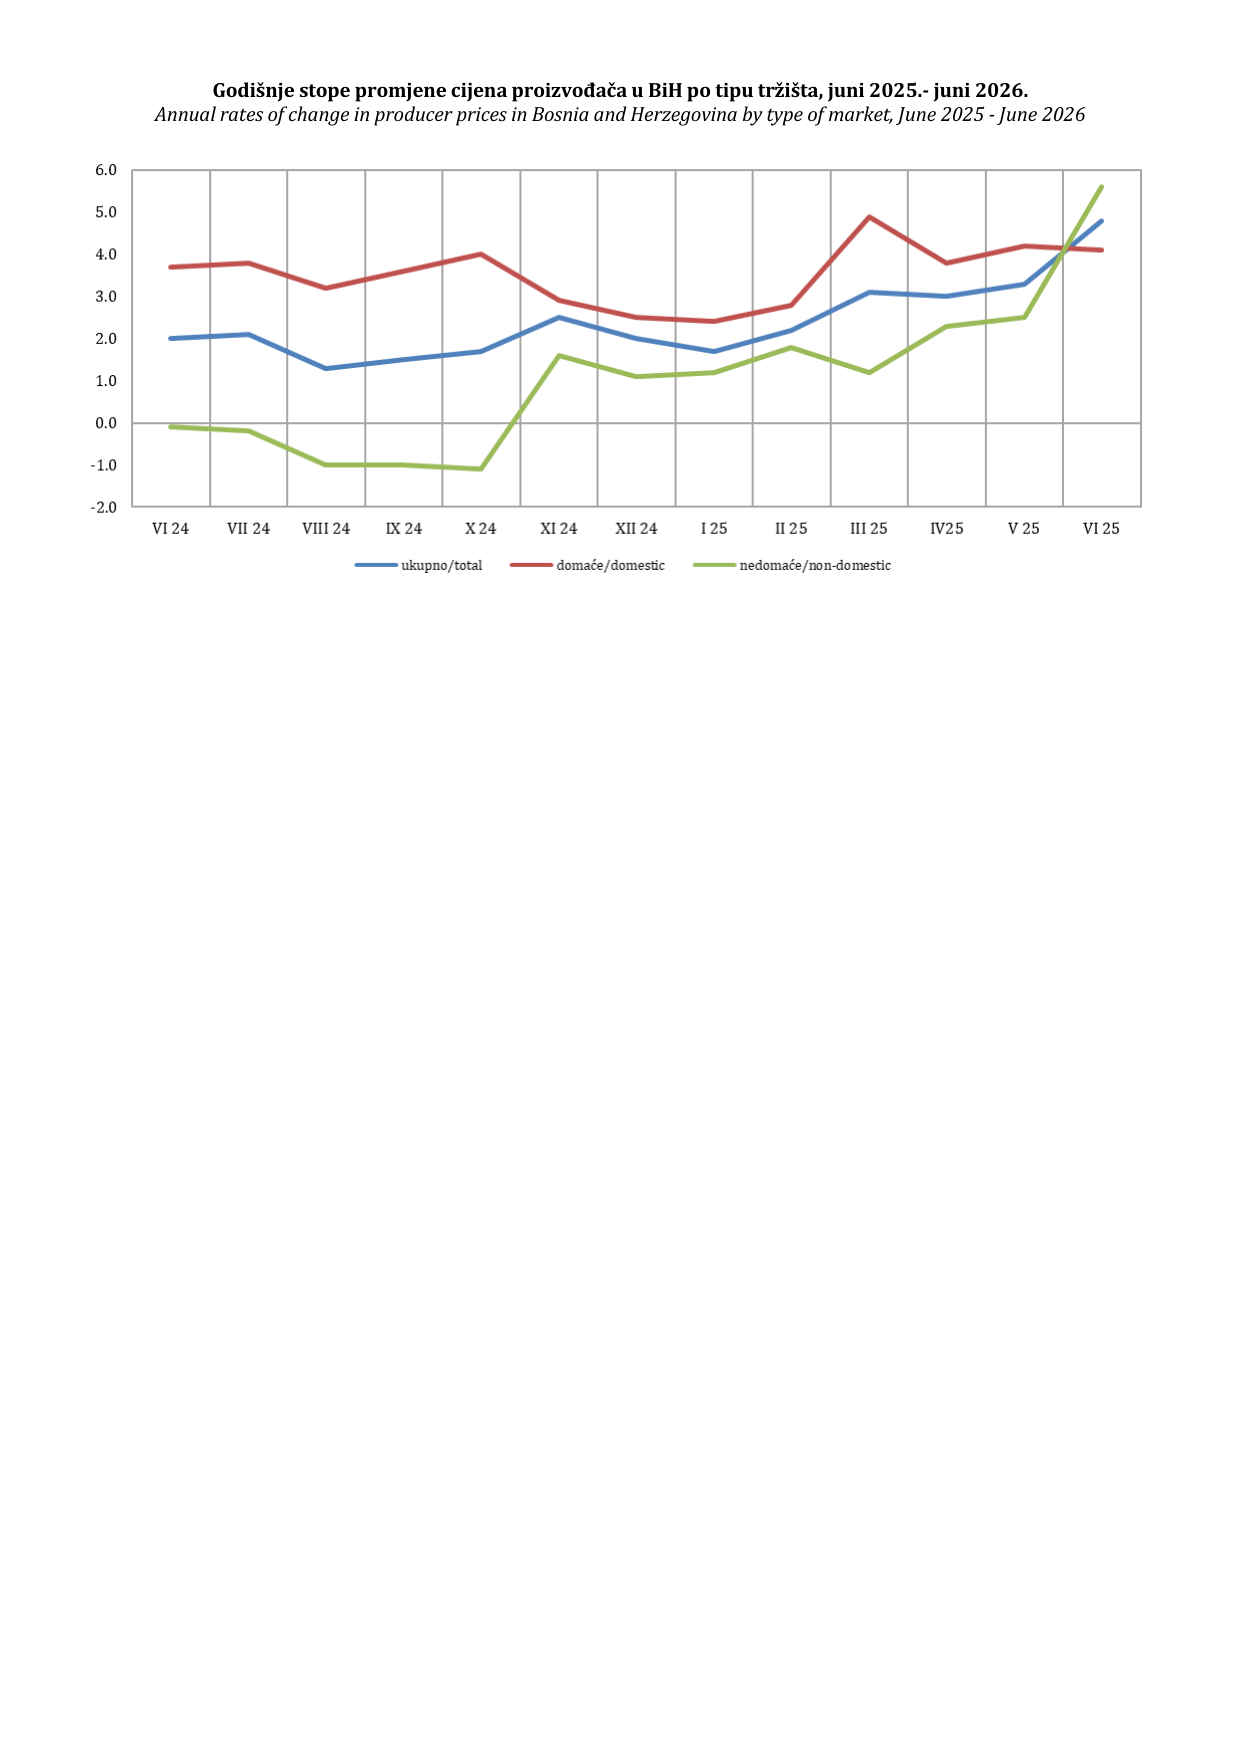 Godišnje stope promjene cijena proizvođača u BiH po tipu tržišta, juni 2025.- juni 2026.
Annual rates of change in producer prices in Bosnia and Herzegovina by type of market, June 2025 - June 2026
6.0
5.0
4.0
3.0
2.0
1.0
0.0
-1.0
-2.0
VI 24 VII 24 VIII 24 IX 24 X 24 XI 24 XII 24 I 25 II 25 III 25 IV25 V 25 VI 25
ukupno/total domaće/domestic nedomaće/non-domestic